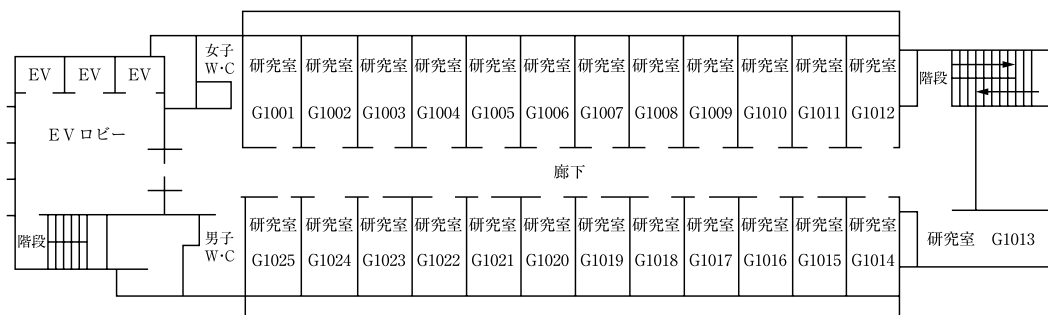 EV EV EV
EVロビー
階段
女子
W・C
男子
W・C
研究室 研究室 研究室 研究室 研究室 研究室 研究室 研究室 研究室 研究室 研究室 研究室
G1001 G1002 G1003 G1004 G1005 G1006 G1007 G1008 G1009 G1010 G1011 G1012
廊下
研究室 研究室 研究室 研究室 研究室 研究室 研究室 研究室 研究室 研究室 研究室 研究室
G1025 G1024 G1023 G1022 G1021 G1020 G1019 G1018 G1017 G1016 G1015 G1014
階段
研究室 G1013